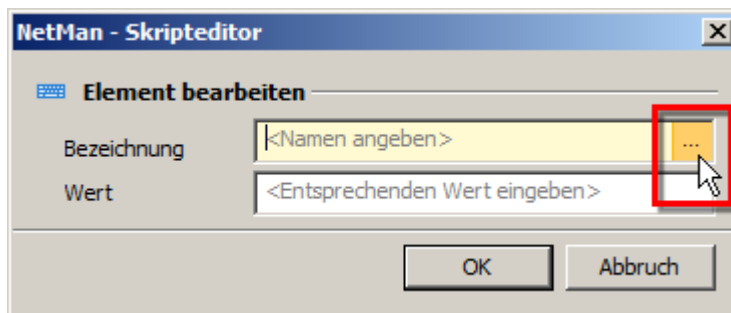 NetMan - Skripteditor
Element bearbeiten
Bezeichnung <Namen angeben> ...
Wert <Entsprechenden Wert eingeben>
OK Abbruch